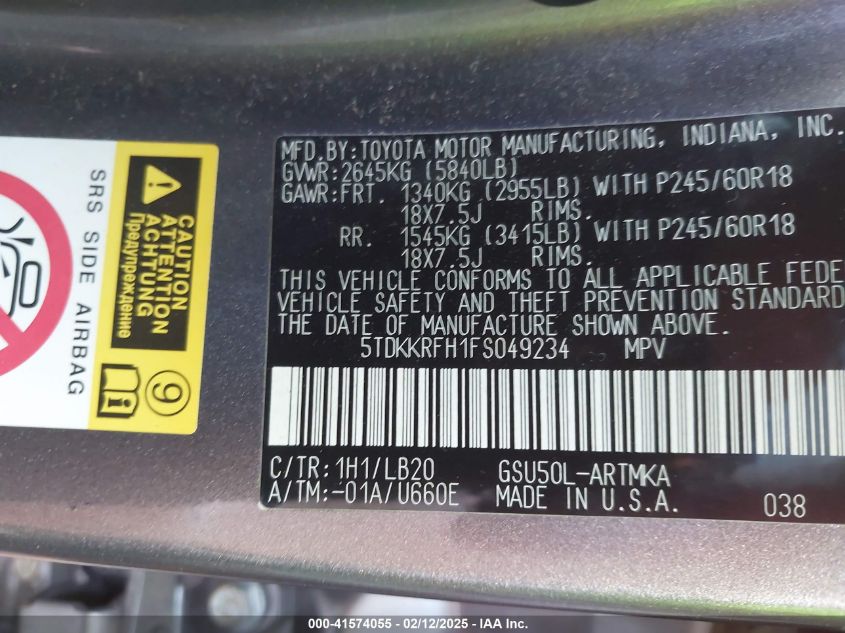 SRS SIDE AIRBAG
CAUTION
ATTENTION
ACHTUNG
Предупреждение
i
9
MFD.BY:TOYOTA MOTOR MANUFACTURING, INDIANA, INC.
GVWR:2645KG (5840LB)
GAWR:FRT. 1340KG (2955LB) WITH P245/60R18
18X7.5J RIMS.
RR. 1545KG (3415LB) WITH P245/60R18
18X7.5J RIMS.
THIS VEHICLE CONFORMS TO ALL APPLICABLE FEDE
VEHICLE SAFETY AND THEFT PREVENTION STANDARD
THE DATE OF MANUFACTURE SHOWN ABOVE.
5TDKKRFH1FS049234 MPV
C/TR:1H1/LB20 GSU50L-ARTMKA
A/TM:-01A/U660E MADE IN U.S.A. 038
000-41574055 - 02/12/2025 - IAA Inc.